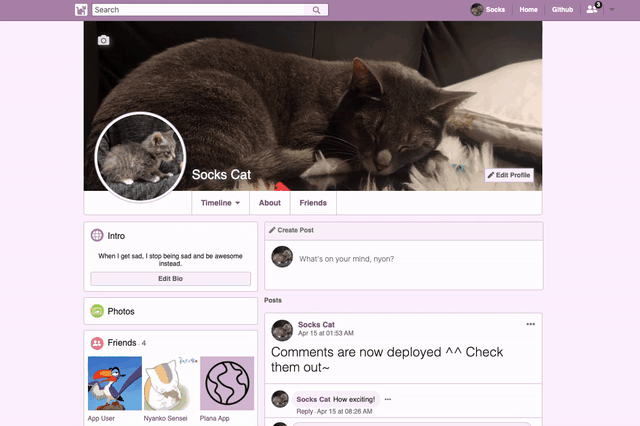 Search
Socks
Home
Github
3
Socks Cat
Edit Profile
Timeline
About
Friends
Intro
When I get sad, I stop being sad and be awesome
instead.
Edit Bio
Photos
Friends · 4
App User
Nyanko Sensei
Plana App
Create Post
What's on your mind, nyon?
Posts
Socks Cat
Apr 15 at 01:53 AM
Comments are now deployed ^^ Check
them out~
Socks Cat How exciting!
Reply · Apr 15 at 08:26 AM